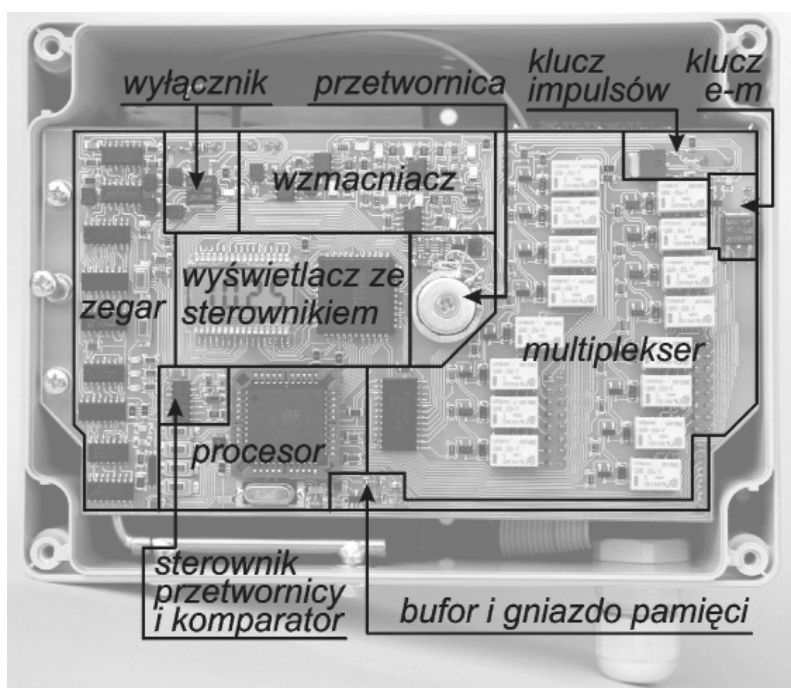 wyłącznik
przetwornica
klucz
impulsów
klucz
e-m
wzmacniacz
wyświetlacz ze
sterownikiem
zegar
multiplekser
procesor
sterownik
przetwornicy
i komparator
bufor i gniazdo pamięci